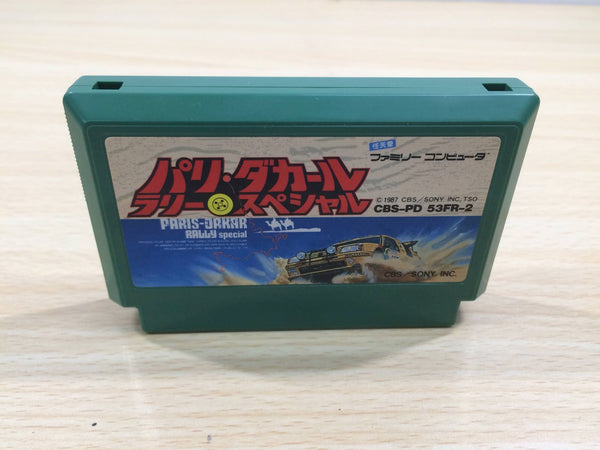 任天堂
ファミリー コンピュータ
パリ・ダカール
ラリー スペシャル
© 1987 CBS/SONY INC, TSO
CBS-PD 53FR-2
PARIS-DAKAR
RALLY special
CBS/SONY INC.